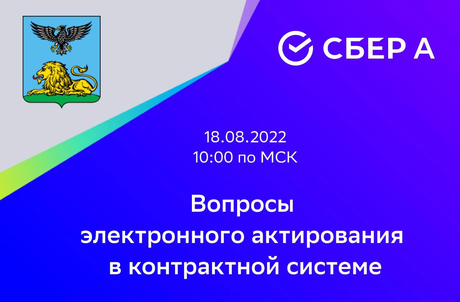 СБЕР А
18.08.2022
10:00 по МСК
Вопросы
электронного актирования
в контрактной системе